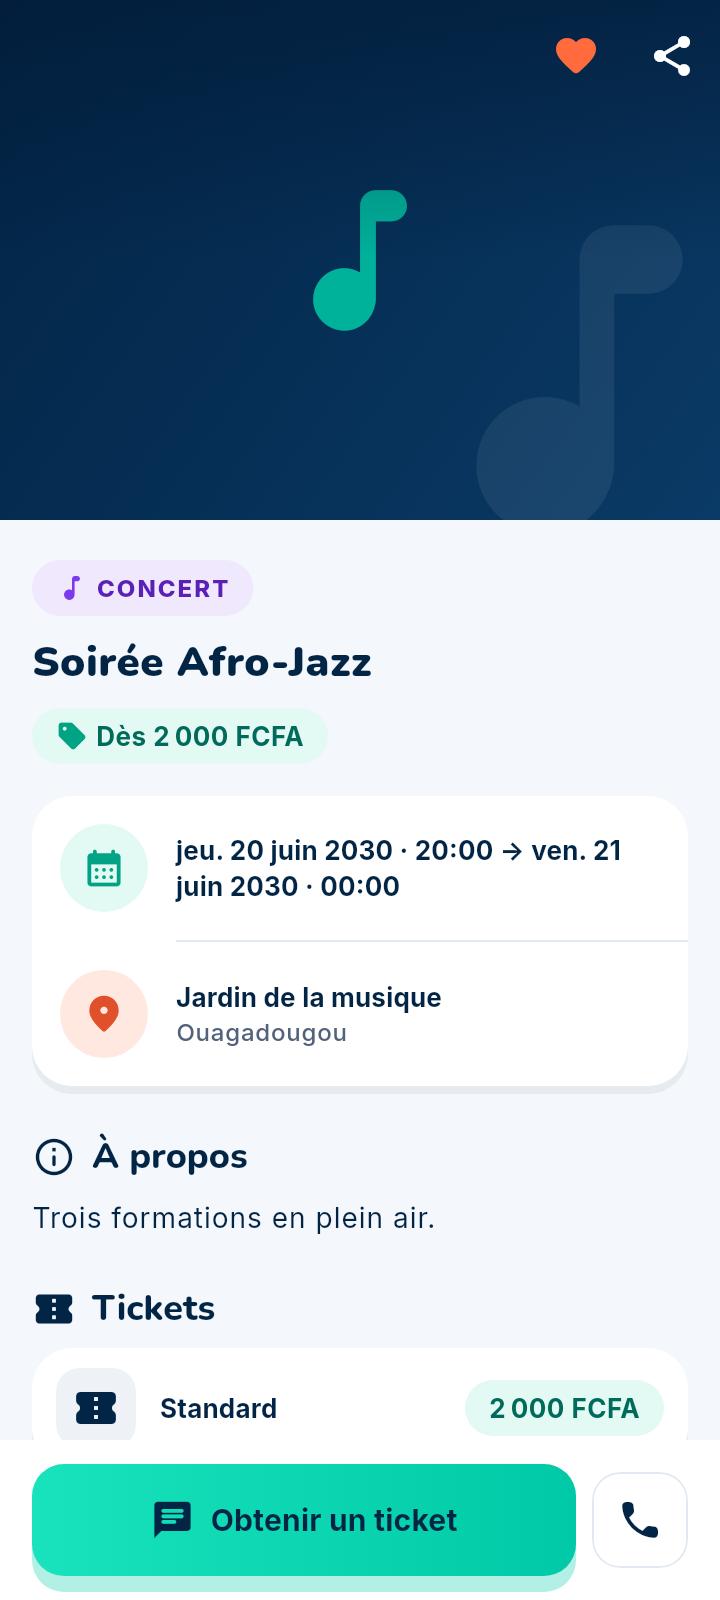 CONCERT
Soirée Afro-Jazz
Dès 2 000 FCFA
jeu. 20 juin 2030 · 20:00 → ven. 21
juin 2030 · 00:00
Jardin de la musique
Ouagadougou
À propos
Trois formations en plein air.
Tickets
Standard
2 000 FCFA
Obtenir un ticket